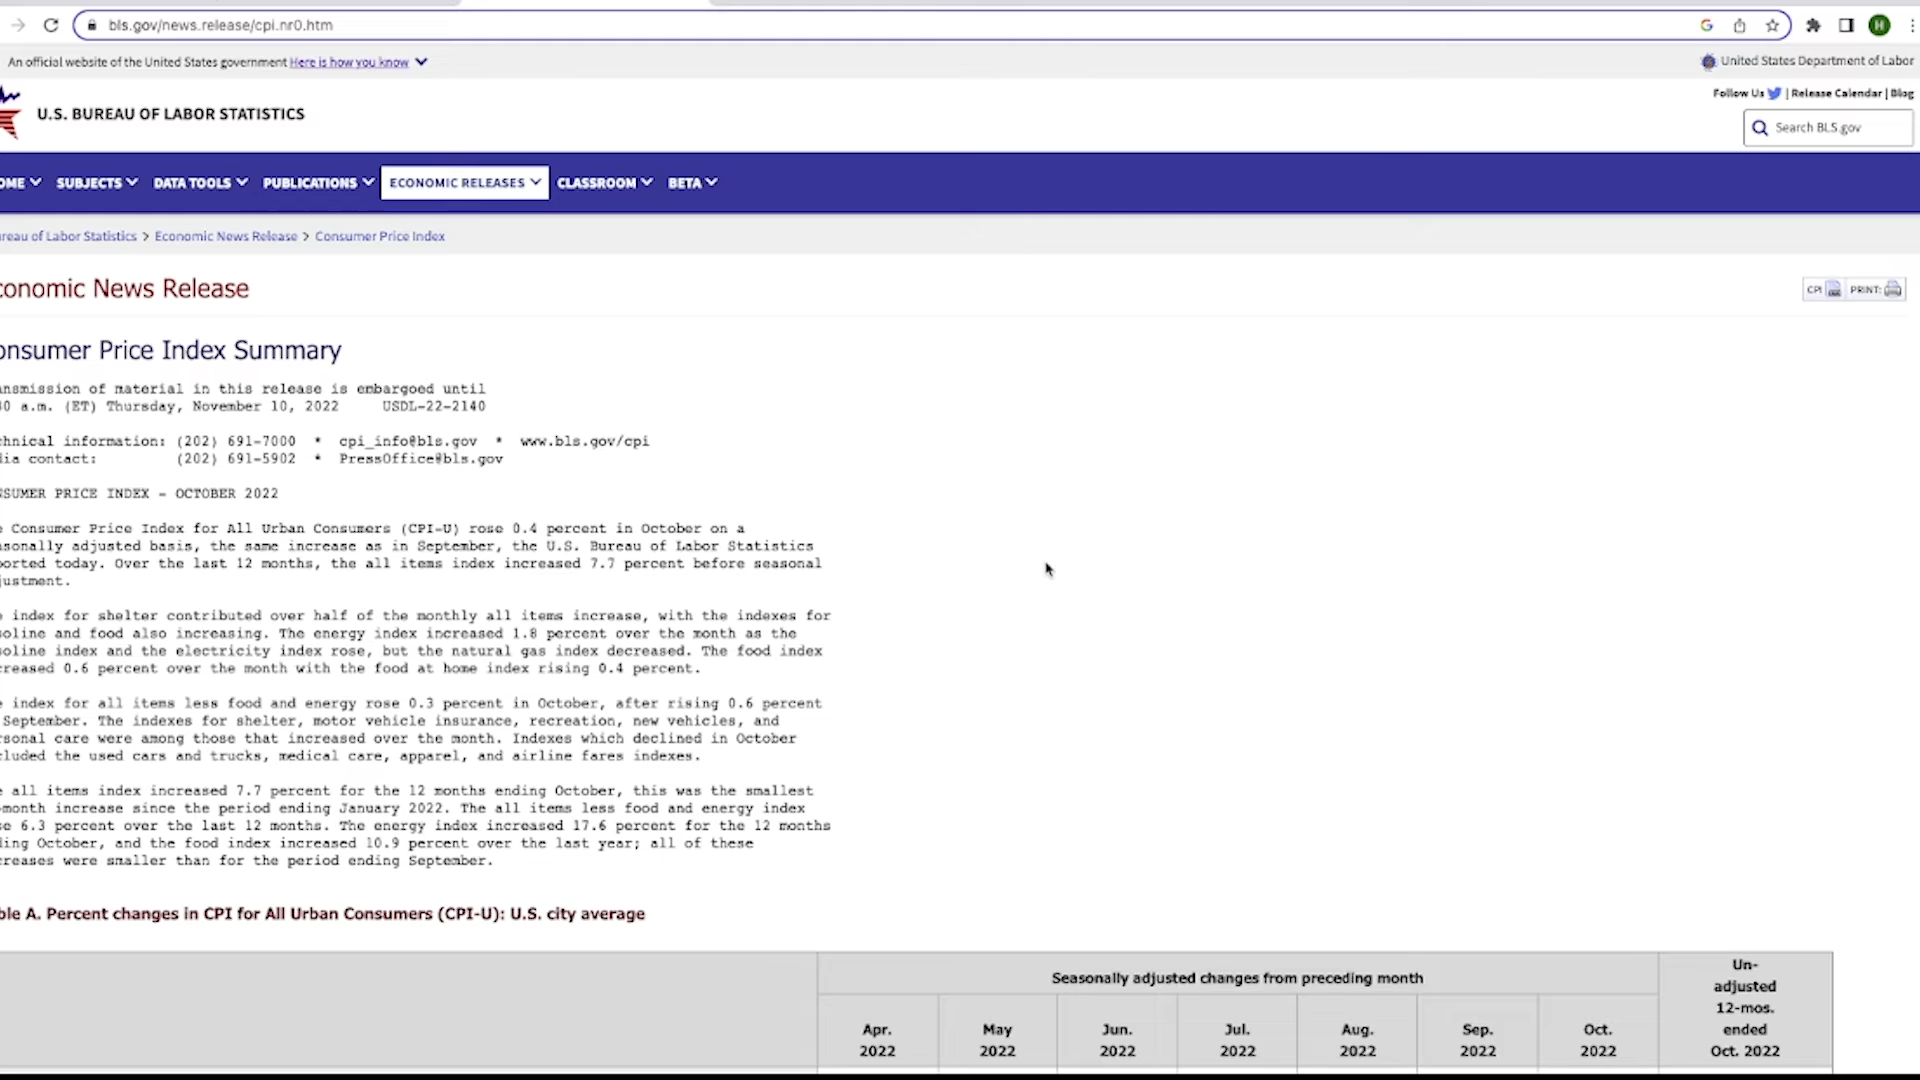 bls.gov/news.release/cpi.nr0.htm
An official website of the United States government Here is how you know
United States Department of Labor
Follow Us | Release Calendar | Blog
U.S. BUREAU OF LABOR STATISTICS
Search BLS.gov
OME SUBJECTS DATA TOOLS PUBLICATIONS ECONOMIC RELEASES CLASSROOM BETA
reau of Labor Statistics > Economic News Release > Consumer Price Index
conomic News Release
CPI PRINT:
onsumer Price Index Summary
ansmission of material in this release is embargoed until
30 a.m. (ET) Thursday, November 10, 2022 USDL-22-2140
chnical information: (202) 691-7000 * cpi_info@bls.gov * www.bls.gov/cpi
dia contact: (202) 691-5902 * PressOffice@bls.gov
NSUMER PRICE INDEX - OCTOBER 2022
e Consumer Price Index for All Urban Consumers (CPI-U) rose 0.4 percent in October on a
asonally adjusted basis, the same increase as in September, the U.S. Bureau of Labor Statistics
ported today. Over the last 12 months, the all items index increased 7.7 percent before seasonal
justment.
e index for shelter contributed over half of the monthly all items increase, with the indexes for
soline and food also increasing. The energy index increased 1.8 percent over the month as the
soline index and the electricity index rose, but the natural gas index decreased. The food index
creased 0.6 percent over the month with the food at home index rising 0.4 percent.
e index for all items less food and energy rose 0.3 percent in October, after rising 0.6 percent
September. The indexes for shelter, motor vehicle insurance, recreation, new vehicles, and
rsonal care were among those that increased over the month. Indexes which declined in October
cluded the used cars and trucks, medical care, apparel, and airline fares indexes.
e all items index increased 7.7 percent for the 12 months ending October, this was the smallest
-month increase since the period ending January 2022. The all items less food and energy index
se 6.3 percent over the last 12 months. The energy index increased 17.6 percent for the 12 months
ding October, and the food index increased 10.9 percent over the last year; all of these
creases were smaller than for the period ending September.
ble A. Percent changes in CPI for All Urban Consumers (CPI-U): U.S. city average
Seasonally adjusted changes from preceding month
Un-
adjusted
12-mos.
ended
Oct. 2022
Apr.
2022
May
2022
Jun.
2022
Jul.
2022
Aug.
2022
Sep.
2022
Oct.
2022
H